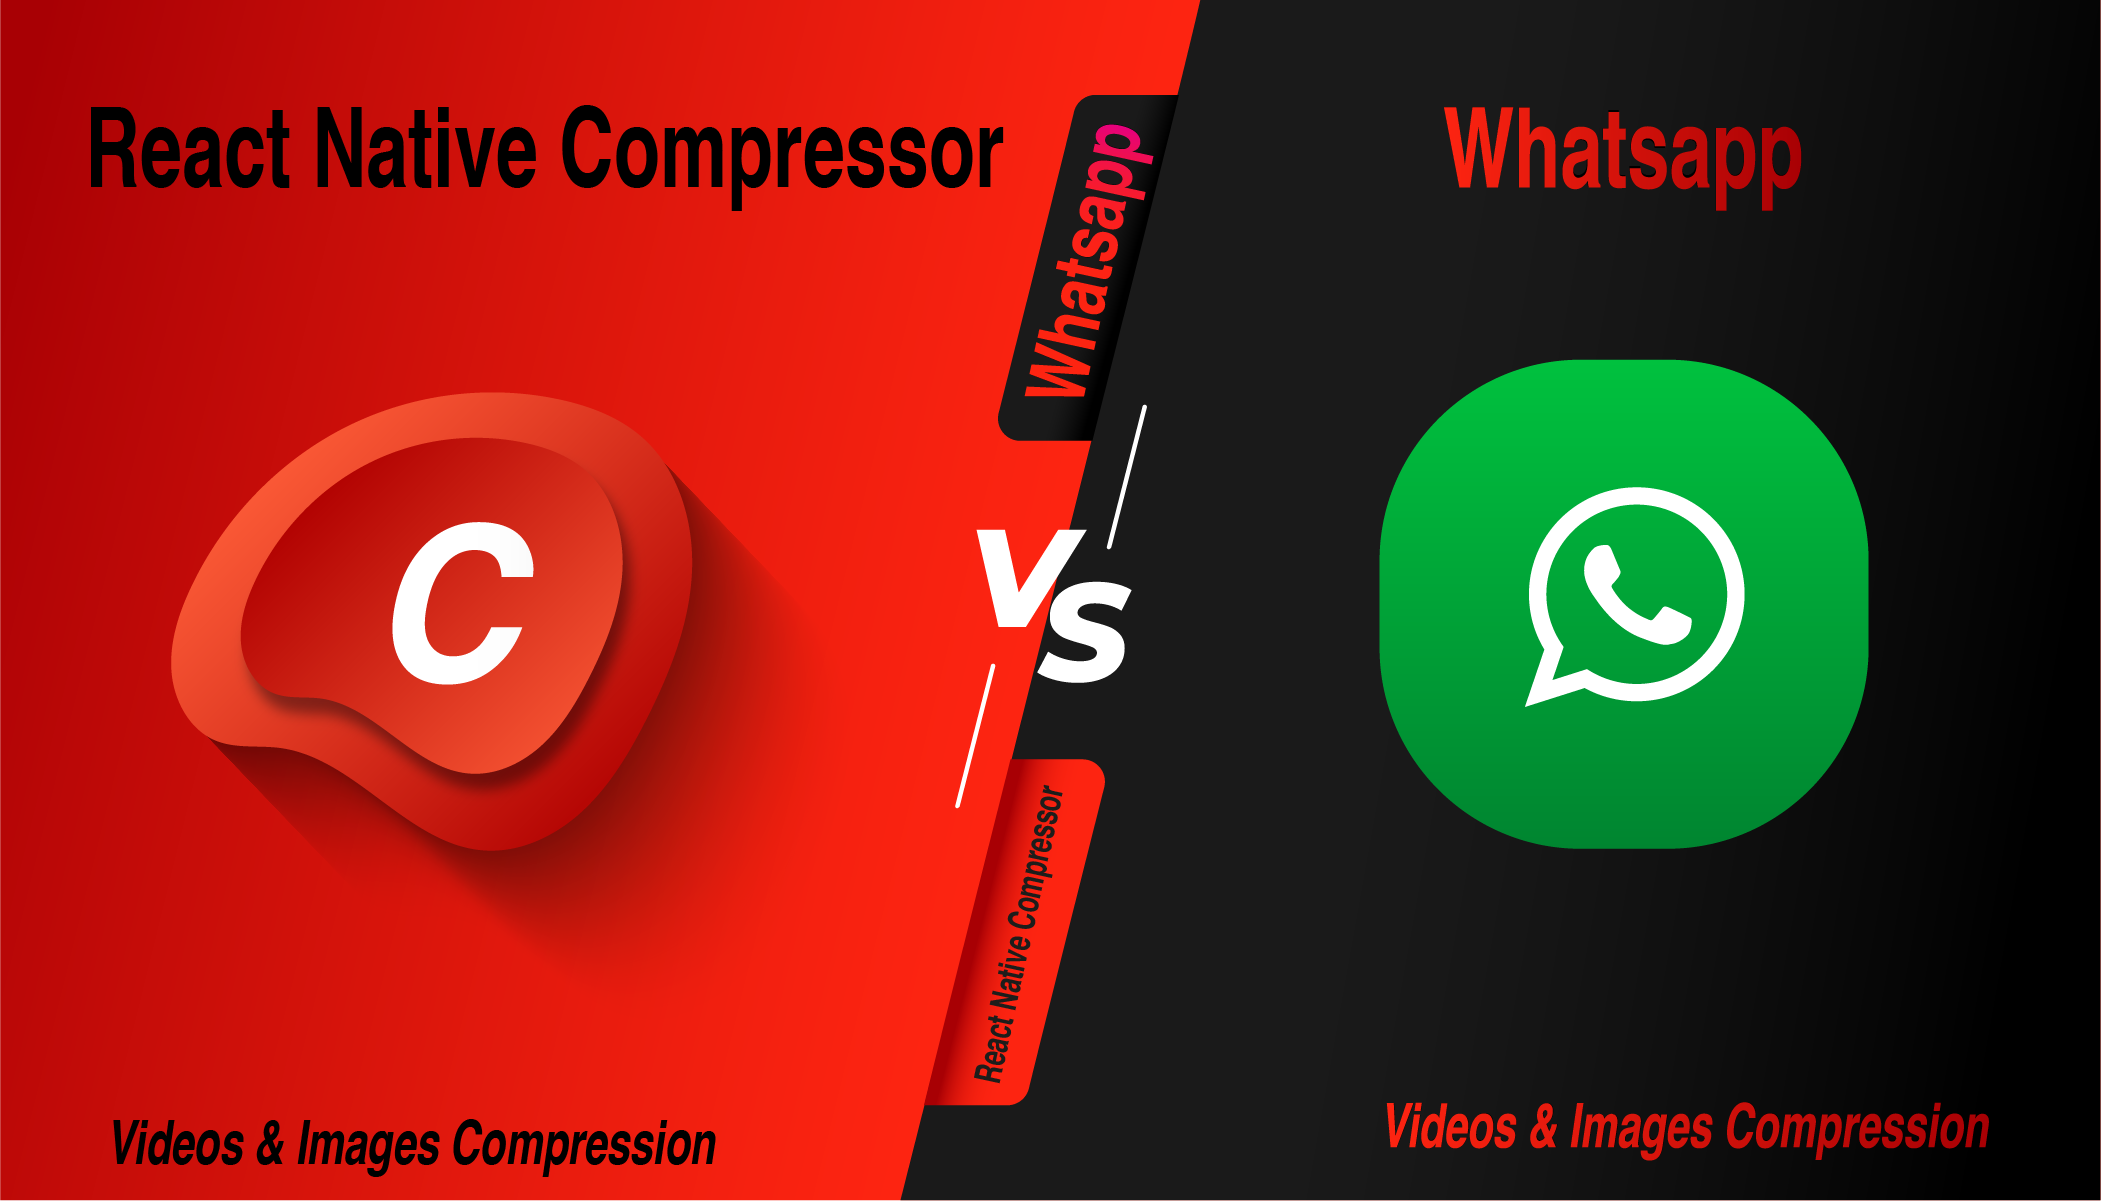 React Native Compressor
Whatsapp
Whatsapp
C
VS
React Native Compressor
Videos & Images Compression
Videos & Images Compression